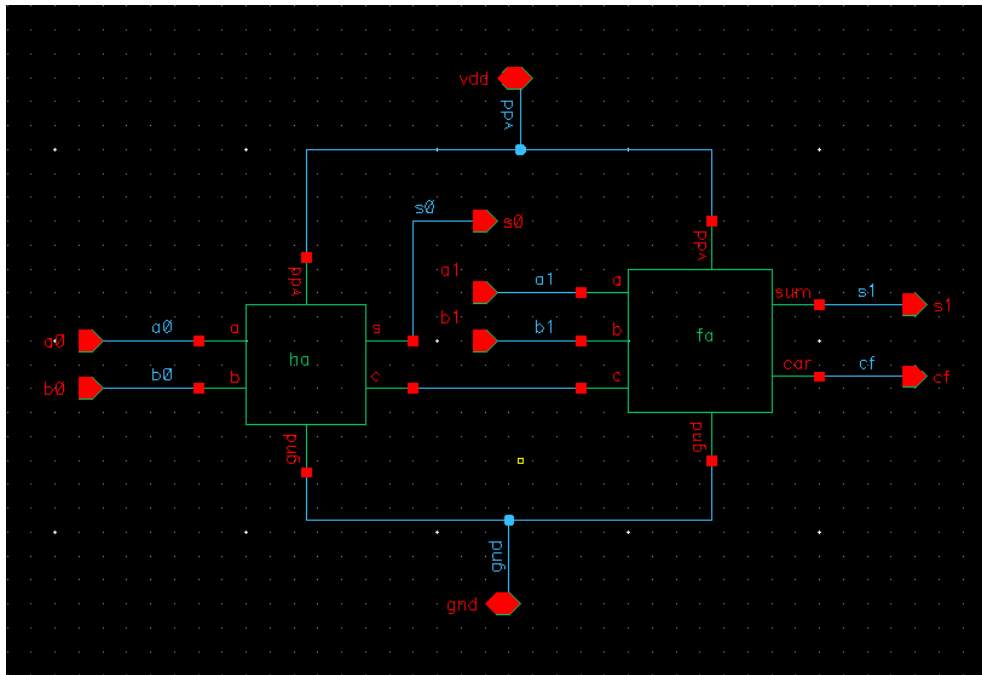 vdd
vdd
s0
s0
vdd
vdd
a1
a1
a
sum
s1
s1
a0
a0
a
s
b1
b1
b
ha
fa
b0
b0
b
c
c
car
cf
cf
gnd
gnd
gnd
gnd